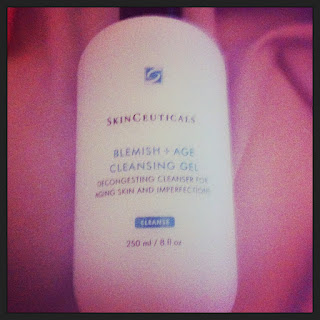 SKINCEUTICALS
BLEMISH + AGE
CLEANSING GEL
DECONGESTING CLEANSER FOR
AGING SKIN AND IMPERFECTIONS
CLEANSE
250 ml / 8 fl oz